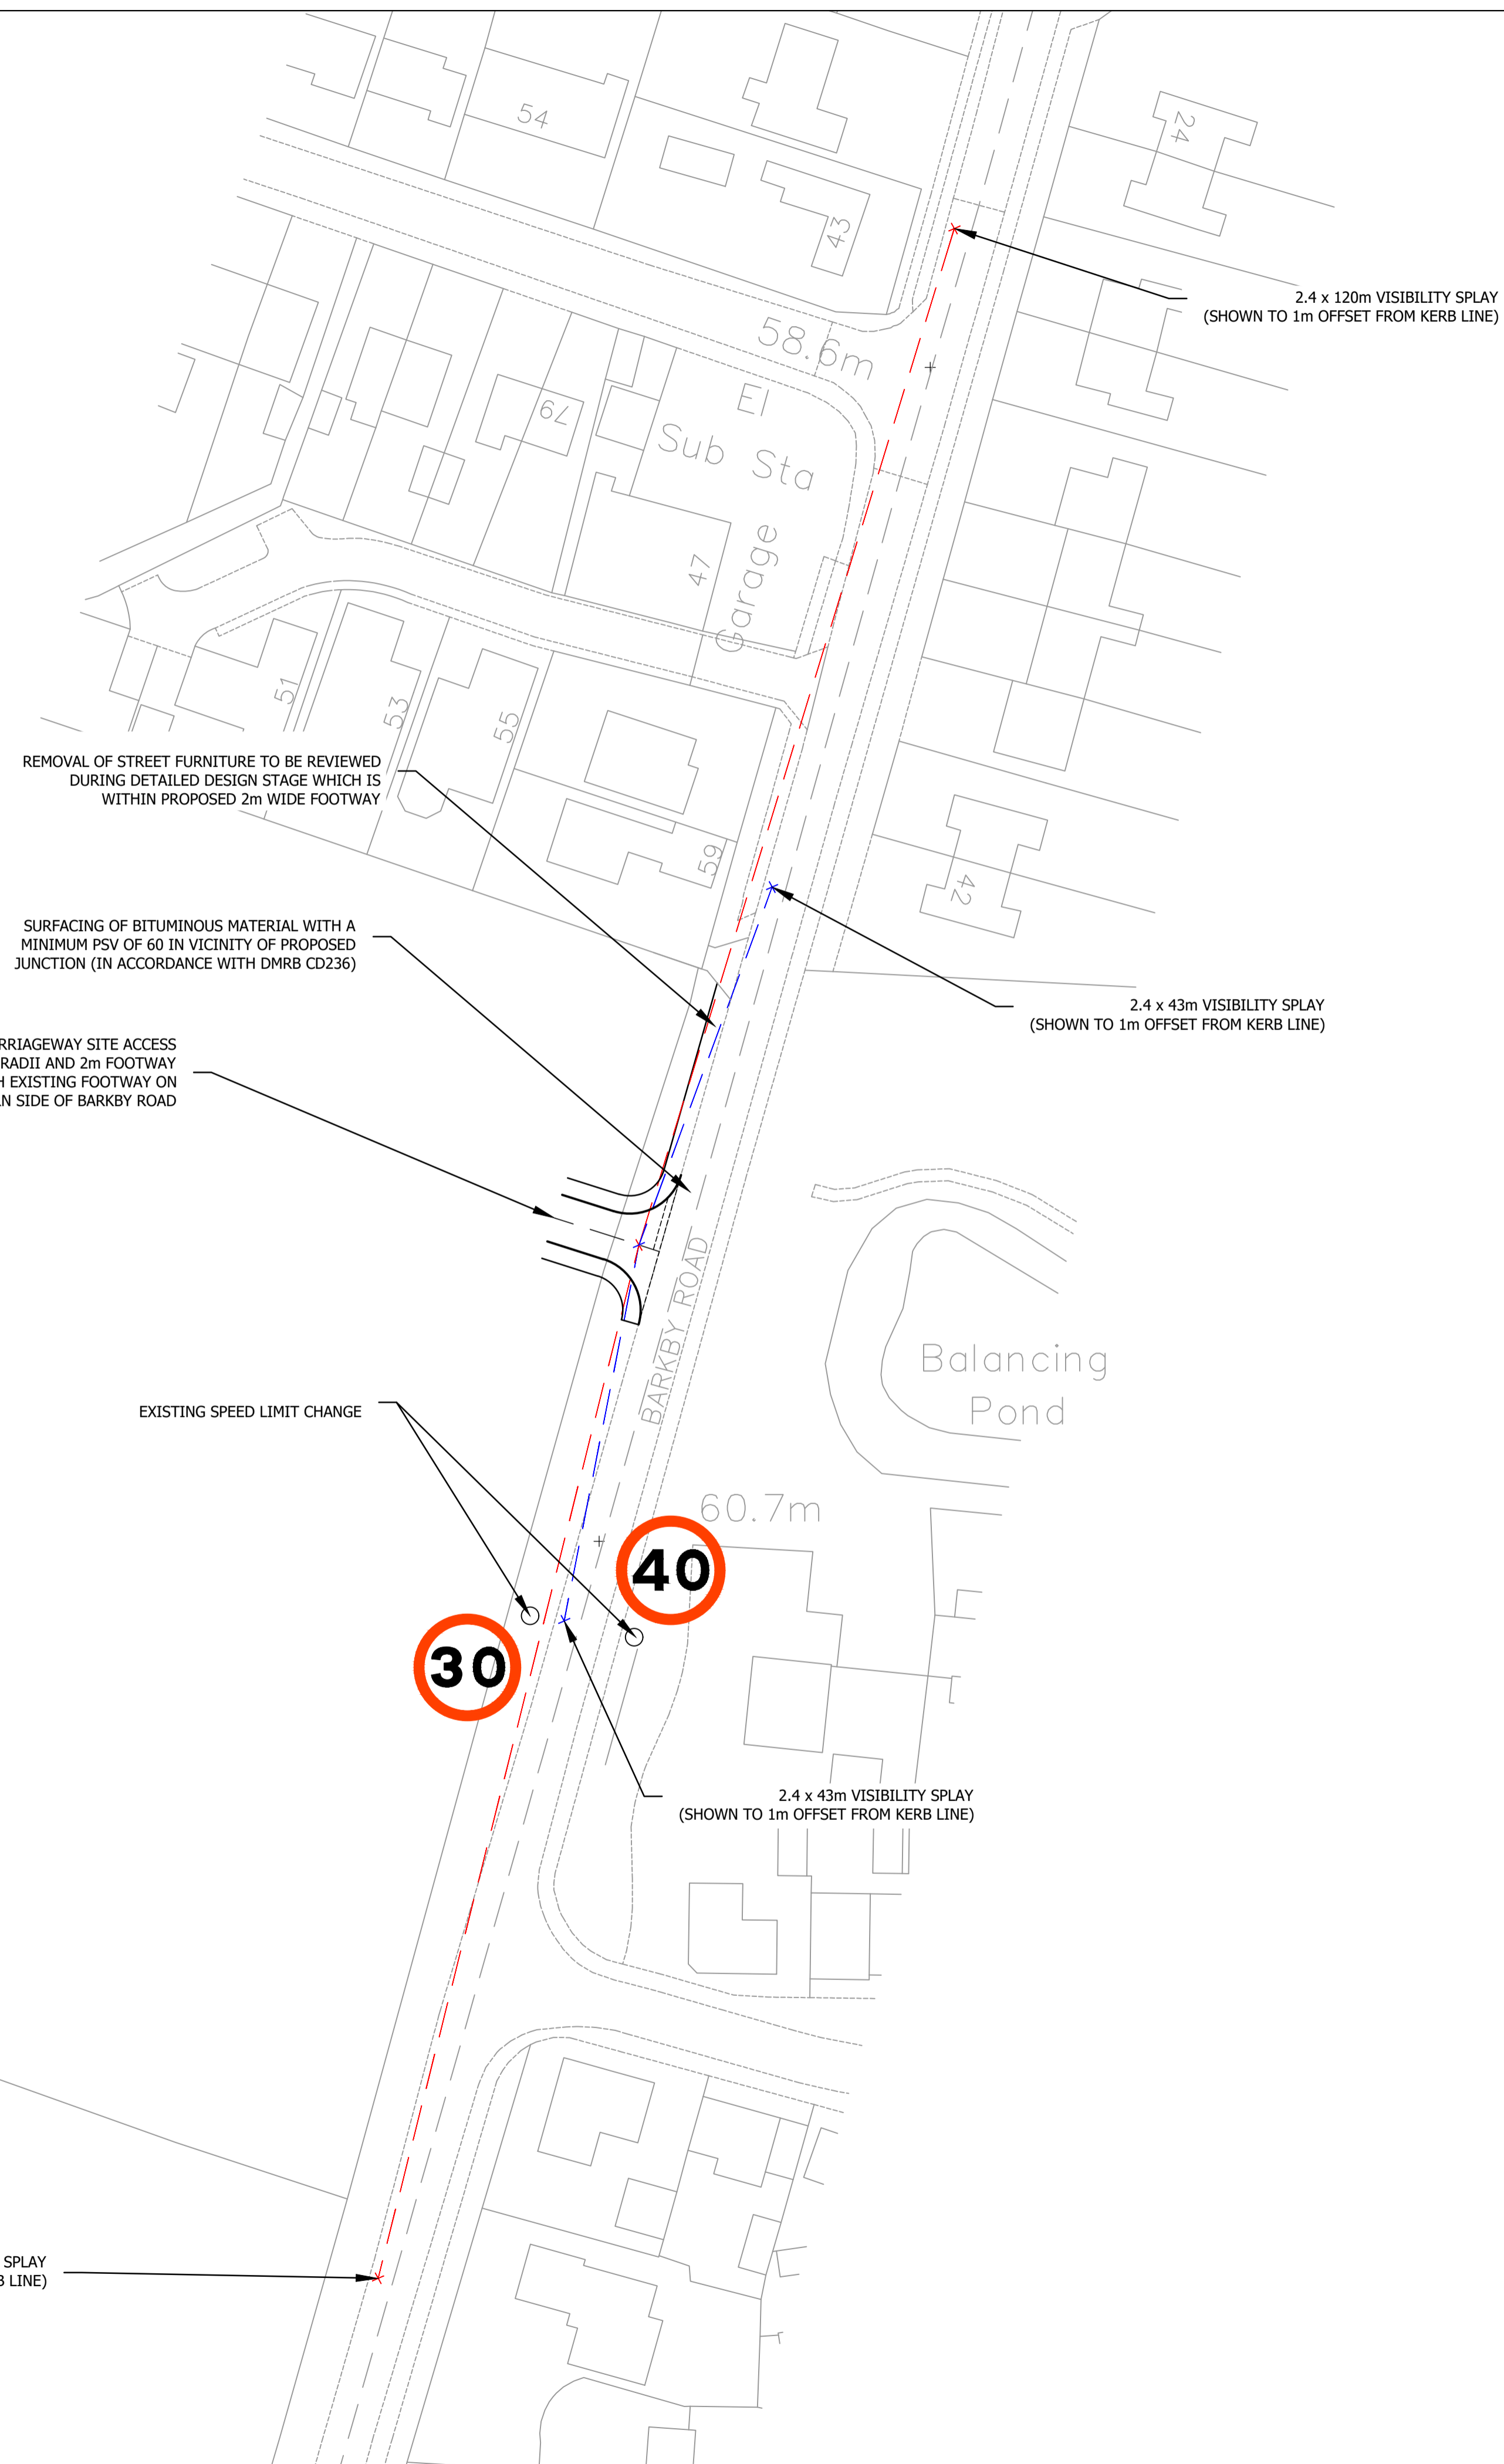 54
24
43
2.4 x 120m VISIBILITY SPLAY
(SHOWN TO 1m OFFSET FROM KERB LINE)
58.6m
El
Sub Sta
79
47
Garage
51
53
55
REMOVAL OF STREET FURNITURE TO BE REVIEWED
DURING DETAILED DESIGN STAGE WHICH IS
WITHIN PROPOSED 2m WIDE FOOTWAY
59
42
SURFACING OF BITUMINOUS MATERIAL WITH A
MINIMUM PSV OF 60 IN VICINITY OF PROPOSED
JUNCTION (IN ACCORDANCE WITH DMRB CD236)
2.4 x 43m VISIBILITY SPLAY
(SHOWN TO 1m OFFSET FROM KERB LINE)
SITE ACCESS
RADII AND 2m FOOTWAY
EXISTING FOOTWAY ON
SIDE OF BARKBY ROAD
BARKBY ROAD
Balancing
Pond
EXISTING SPEED LIMIT CHANGE
60.7m
40
30
2.4 x 43m VISIBILITY SPLAY
(SHOWN TO 1m OFFSET FROM KERB LINE)
SPLAY
LINE)